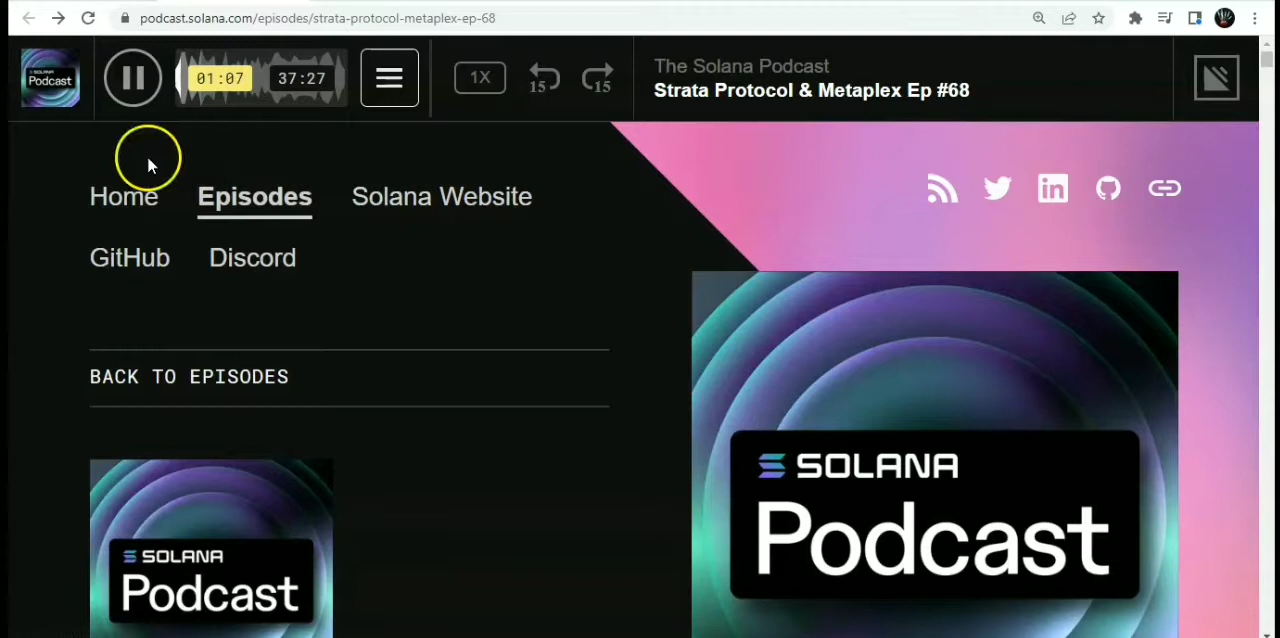 podcast.solana.com/episodes/strata-protocol-metaplex-ep-68
SOLANA
Podcast
01:07
37:27
1X
15
15
The Solana Podcast
Strata Protocol & Metaplex Ep #68
Home
Episodes
Solana Website
GitHub
Discord
BACK TO EPISODES
SOLANA
Podcast
SOLANA
Podcast